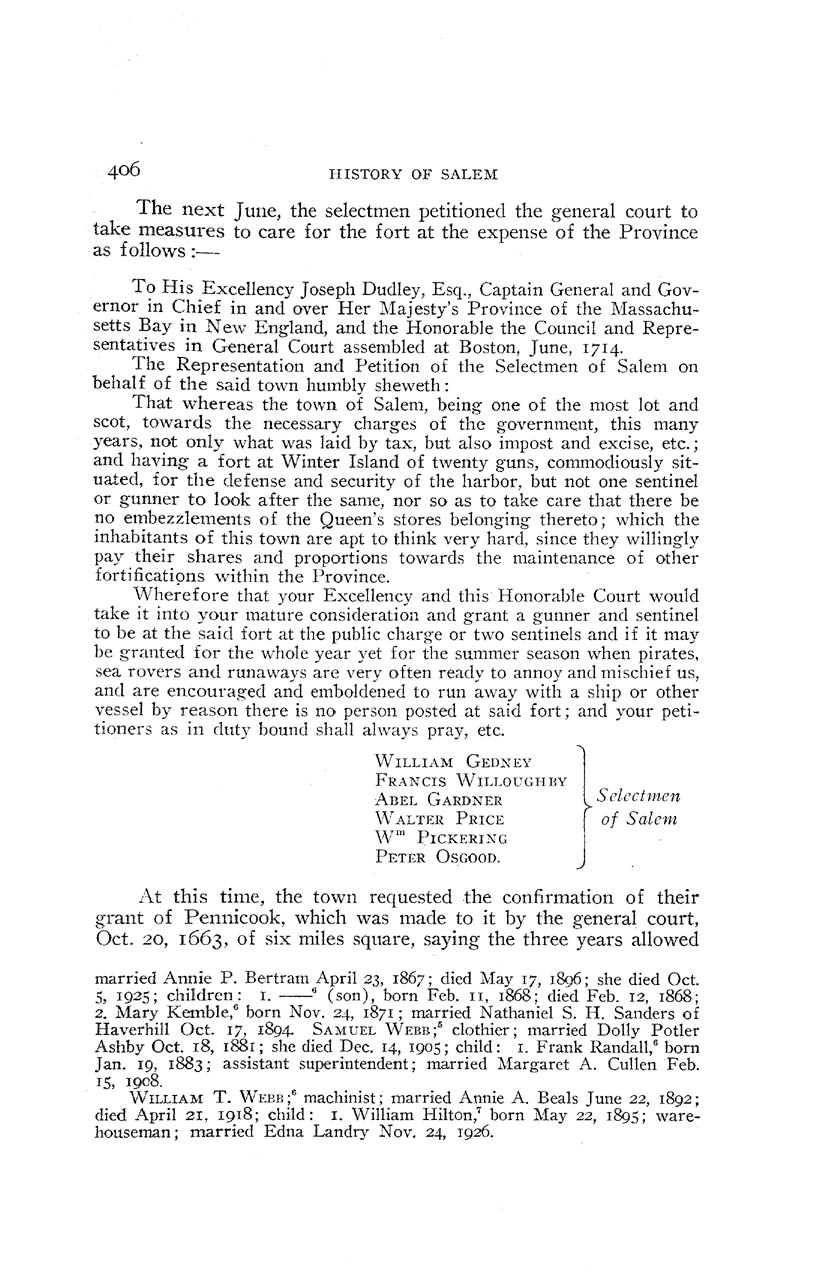 406 HISTORY OF SALEM
The next June, the selectmen petitioned the general court to
take measures to care for the fort at the expense of the Province
as follows:—
To His Excellency Joseph Dudley, Esq., Captain General and Gov-
ernor in Chief in and over Her Majesty's Province of the Massachu-
setts Bay in New England, and the Honorable the Council and Repre-
sentatives in General Court assembled at Boston, June, 1714.
The Representation and Petition of the Selectmen of Salem on
behalf of the said town humbly sheweth:
That whereas the town of Salem, being one of the most lot and
scot, towards the necessary charges of the government, this many
years, not only what was laid by tax, but also impost and excise, etc.;
and having a fort at Winter Island of twenty guns, commodiously sit-
uated, for the defense and security of the harbor, but not one sentinel
or gunner to look after the same, nor so as to take care that there be
no embezzlements of the Queen's stores belonging thereto; which the
inhabitants of this town are apt to think very hard, since they willingly
pay their shares and proportions towards the maintenance of other
fortifications within the Province.
Wherefore that your Excellency and this Honorable Court would
take it into your mature consideration and grant a gunner and sentinel
to be at the said fort at the public charge or two sentinels and if it may
be granted for the whole year yet for the summer season when pirates,
sea rovers and runaways are very often ready to annoy and mischief us,
and are encouraged and emboldened to run away with a ship or other
vessel by reason there is no person posted at said fort; and your peti-
tioners as in duty bound shall always pray, etc.
WILLIAM GEDNEY
FRANCIS WILLOUGHBY
ABEL GARDNER
WALTER PRICE
Wᵐ PICKERING
PETER OSGOOD.
Selectmen
of Salem
At this time, the town requested the confirmation of their
grant of Pennicook, which was made to it by the general court,
Oct. 20, 1663, of six miles square, saying the three years allowed
married Annie P. Bertram April 23, 1867; died May 17, 1896; she died Oct.
5, 1925; children: 1. ——⁶ (son), born Feb. 11, 1868; died Feb. 12, 1868;
2. Mary Kemble,⁶ born Nov. 24, 1871; married Nathaniel S. H. Sanders of
Haverhill Oct. 17, 1894. SAMUEL WEBB;⁵ clothier; married Dolly Potler
Ashby Oct. 18, 1881; she died Dec. 14, 1905; child: 1. Frank Randall,⁶ born
Jan. 19, 1883; assistant superintendent; married Margaret A. Cullen Feb.
15, 1908.
WILLIAM T. WEBB;⁶ machinist; married Annie A. Beals June 22, 1892;
died April 21, 1918; child: 1. William Hilton,⁷ born May 22, 1895; ware-
houseman; married Edna Landry Nov. 24, 1926.